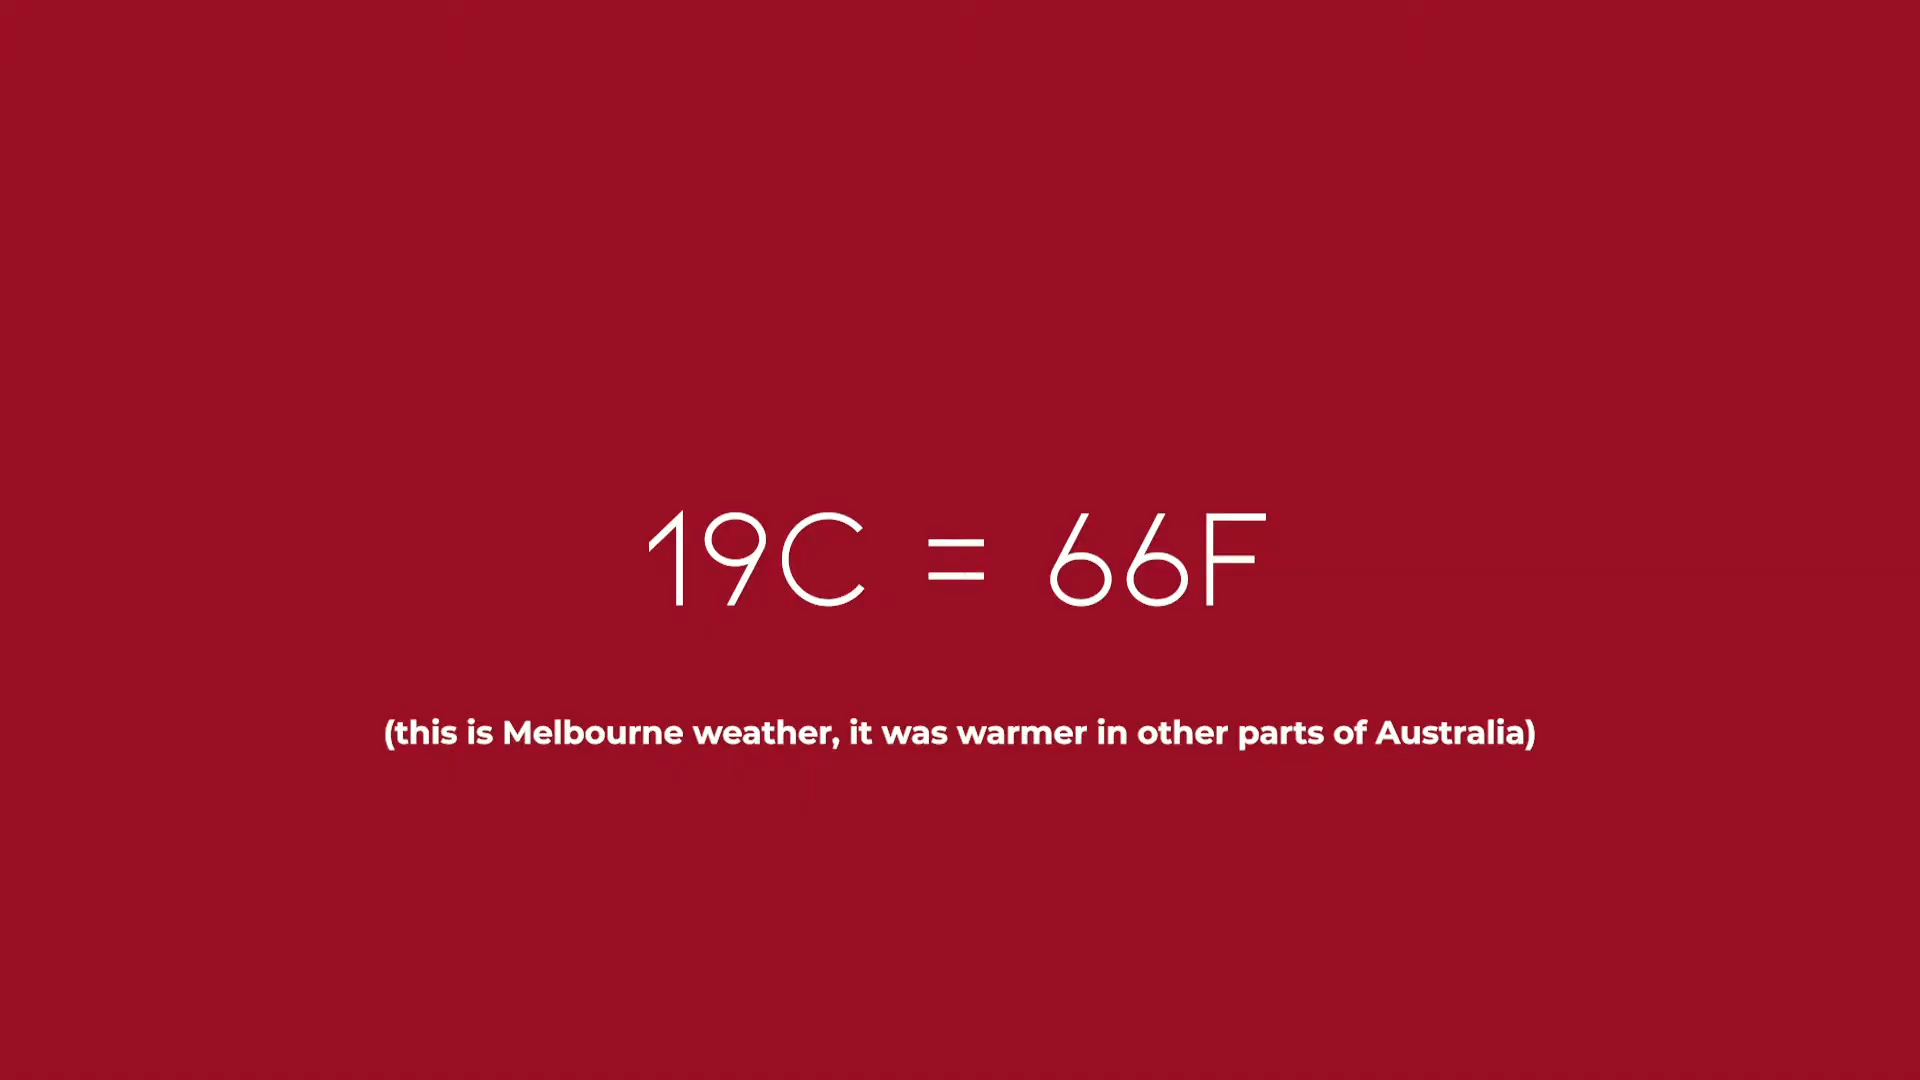 19C = 66F
(this is Melbourne weather, it was warmer in other parts of Australia)